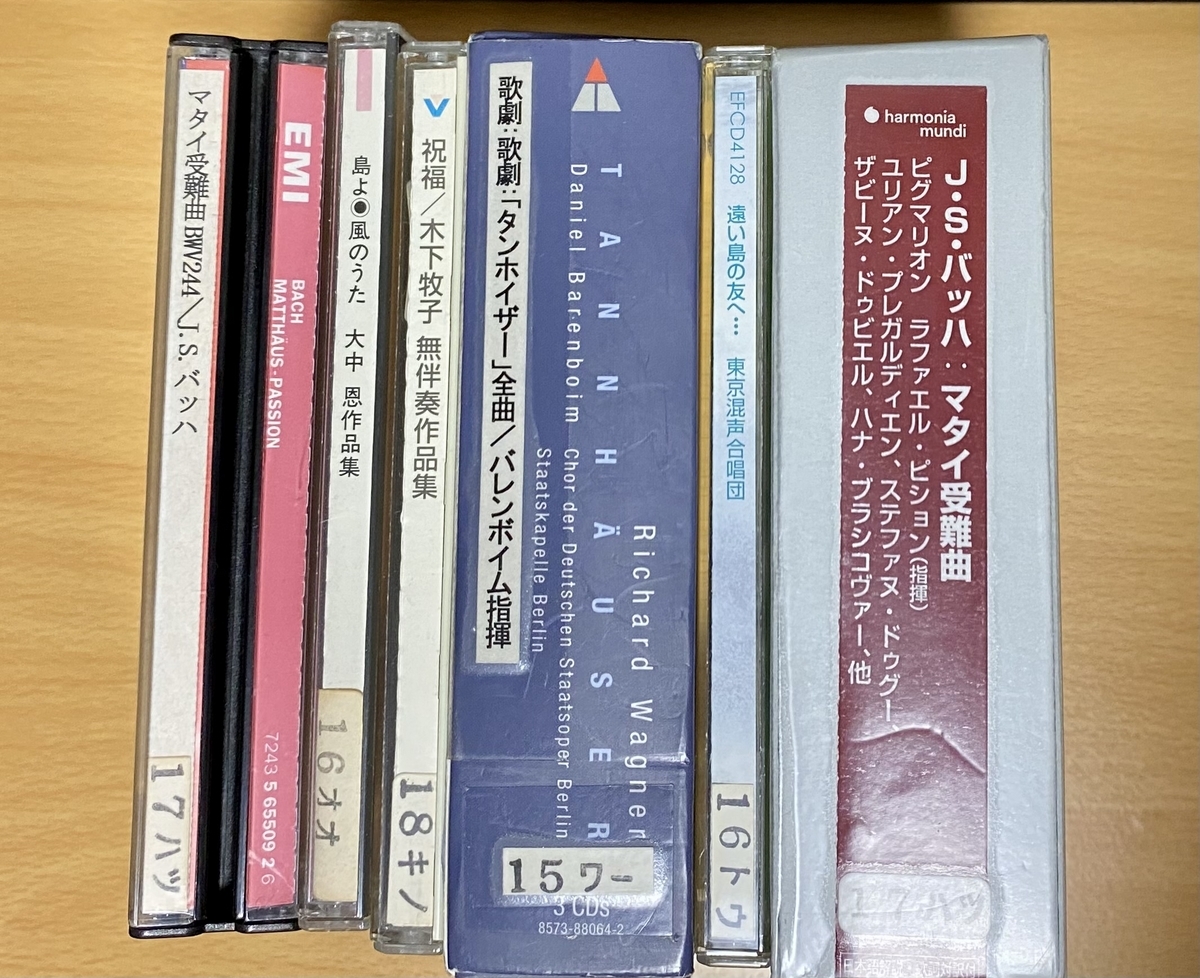 マタイ受難曲 BWV244/J.S.バッハ
17ハツ
EMI
BACH
MATTHÄUS-PASSION
7243 5 65509 2 6
島よ◉風のうた 大中 恩作品集
16オオ
祝福/木下牧子 無伴奏作品集
18キノ
歌劇:歌劇:「タンホイザー」全曲/バレンボイム指揮
Richard Wagner
TANNHÄUSER
Daniel Barenboim Chor der Deutschen Staatsoper Berlin
Staatskapelle Berlin
15ワー
3 CDs
8573-88064-2
EFCD4128 遠い島の友へ… 東京混声合唱団
16トウ
harmonia
mundi
J・S・バッハ:マタイ受難曲
ピグマリオン ラファエル・ピション(指揮)
ユリアン・プレガルディエン、ステファヌ・ドゥグー、
ザビーヌ・ドゥビエル、ハナ・ブラシコヴァー、他
17ハツ